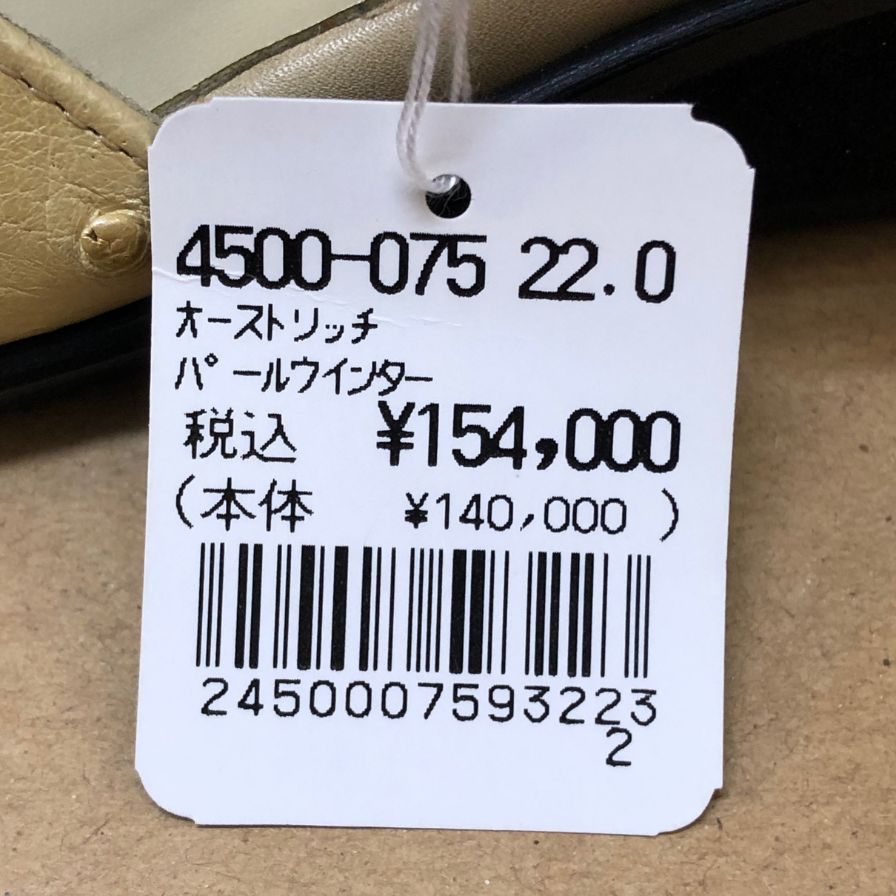 4500-075 22.0
オーストリッチ
パールウインター
税込 ¥154,000
(本体 ¥140,000 )
2450007593223
2